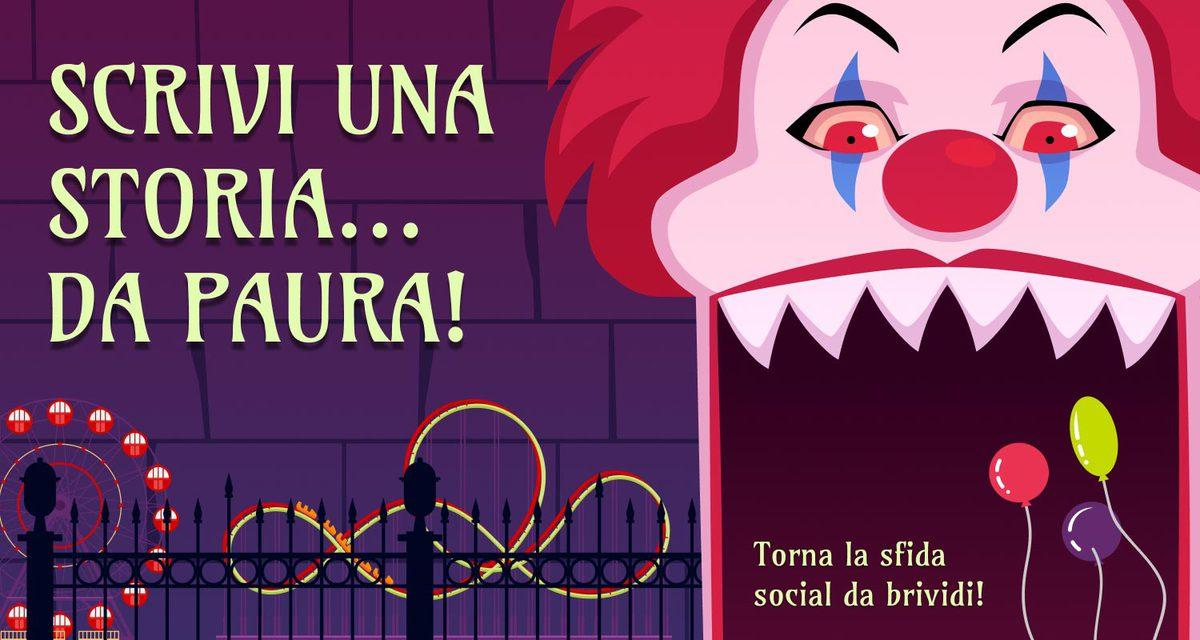 SCRIVI UNA
STORIA...
DA PAURA!
Torna la sfida
social da brividi!